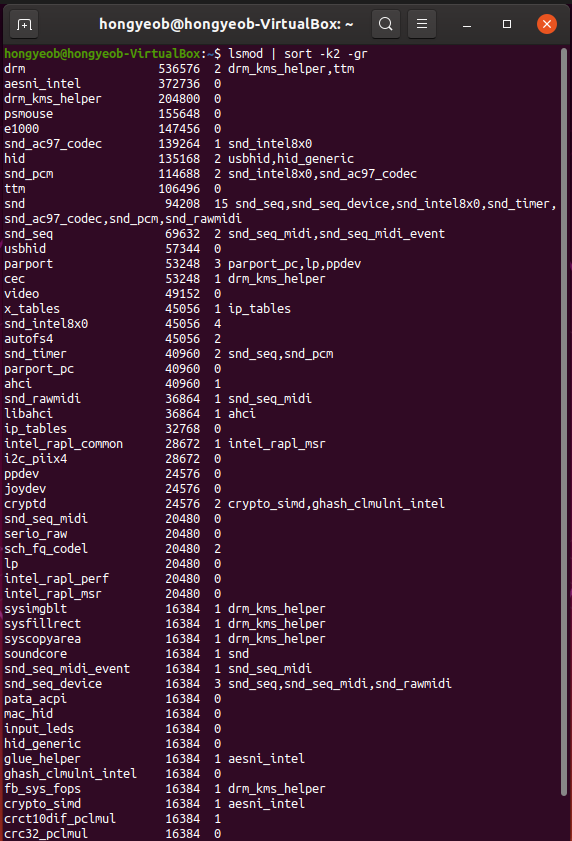 hongyeob@hongyeob-VirtualBox: ~
hongyeob@hongyeob-VirtualBox:~$ lsmod | sort -k2 -gr
drm                   536576  2 drm_kms_helper,ttm
aesni_intel           372736  0
drm_kms_helper        204800  0
psmouse               155648  0
e1000                 147456  0
snd_ac97_codec        139264  1 snd_intel8x0
hid                   135168  2 usbhid,hid_generic
snd_pcm               114688  2 snd_intel8x0,snd_ac97_codec
ttm                   106496  0
snd                    94208  15 snd_seq,snd_seq_device,snd_intel8x0,snd_timer,
snd_ac97_codec,snd_pcm,snd_rawmidi
snd_seq                69632  2 snd_seq_midi,snd_seq_midi_event
usbhid                 57344  0
parport                53248  3 parport_pc,lp,ppdev
cec                    53248  1 drm_kms_helper
video                  49152  0
x_tables               45056  1 ip_tables
snd_intel8x0           45056  4
autofs4                45056  2
snd_timer              40960  2 snd_seq,snd_pcm
parport_pc             40960  0
ahci                   40960  1
snd_rawmidi            36864  1 snd_seq_midi
libahci                36864  1 ahci
ip_tables              32768  0
intel_rapl_common      28672  1 intel_rapl_msr
i2c_piix4              28672  0
ppdev                  24576  0
joydev                 24576  0
cryptd                 24576  2 crypto_simd,ghash_clmulni_intel
snd_seq_midi           20480  0
serio_raw              20480  0
sch_fq_codel           20480  2
lp                     20480  0
intel_rapl_perf        20480  0
intel_rapl_msr         20480  0
sysimgblt              16384  1 drm_kms_helper
sysfillrect            16384  1 drm_kms_helper
syscopyarea            16384  1 drm_kms_helper
soundcore              16384  1 snd
snd_seq_midi_event     16384  1 snd_seq_midi
snd_seq_device         16384  3 snd_seq,snd_seq_midi,snd_rawmidi
pata_acpi              16384  0
mac_hid                16384  0
input_leds             16384  0
hid_generic            16384  0
glue_helper            16384  1 aesni_intel
ghash_clmulni_intel    16384  0
fb_sys_fops            16384  1 drm_kms_helper
crypto_simd            16384  1 aesni_intel
crct10dif_pclmul       16384  1
crc32_pclmul           16384  0